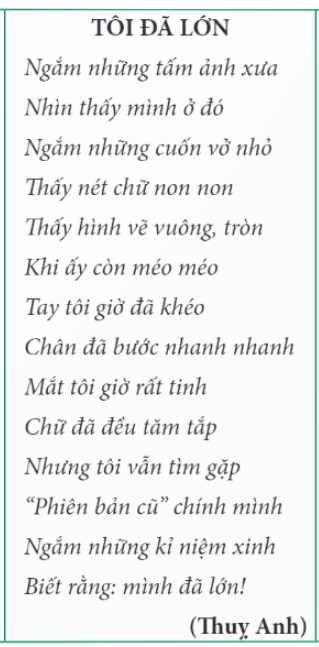 TÔI ĐÃ LỚN
Ngắm những tấm ảnh xưa
Nhìn thấy mình ở đó
Ngắm những cuốn vở nhỏ
Thấy nét chữ non non
Thấy hình vẽ vuông, tròn
Khi ấy còn méo méo
Tay tôi giờ đã khéo
Chân đã bước nhanh nhanh
Mắt tôi giờ rất tinh
Chữ đã đều tăm tắp
Nhưng tôi vẫn tìm gặp
“Phiên bản cũ” chính mình
Ngắm những kỉ niệm xinh
Biết rằng: mình đã lớn!
(Thuỵ Anh)